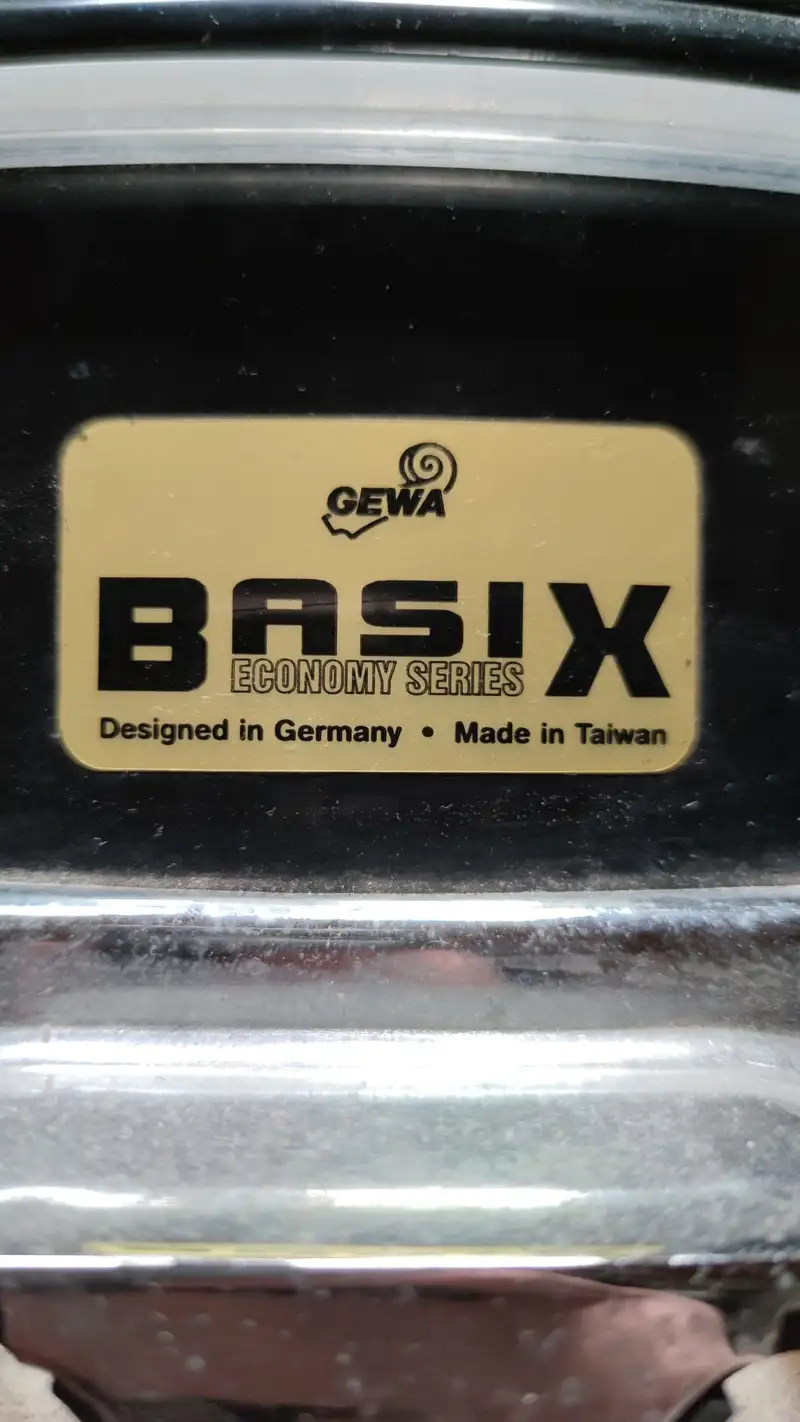 GEWA
BASIX
ECONOMY SERIES
Designed in Germany • Made in Taiwan